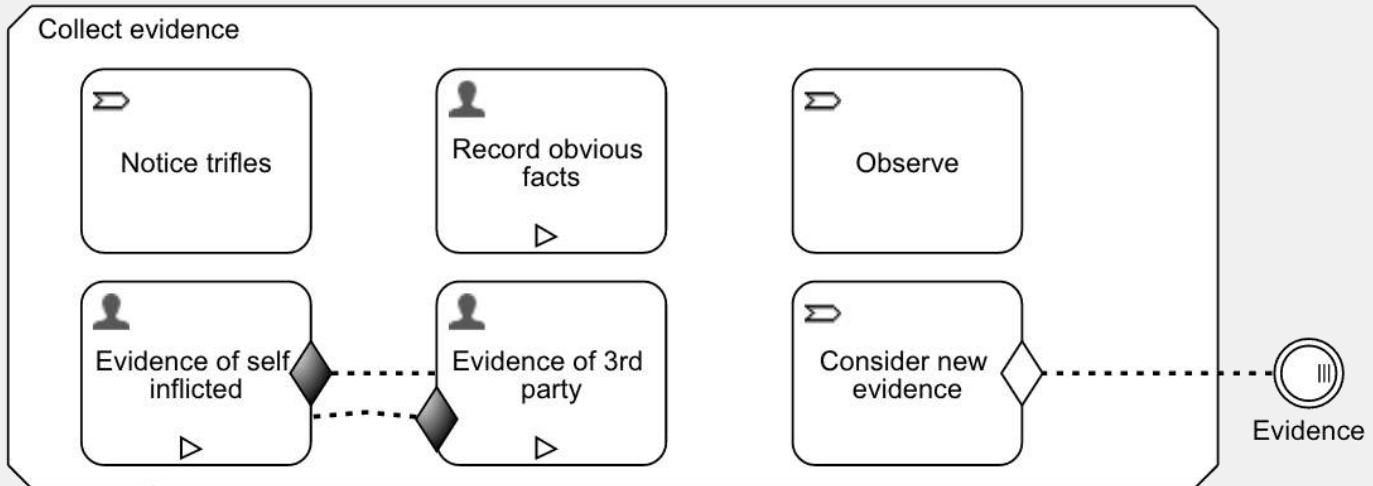 Collect evidence
Notice trifles
Record obvious
facts
Observe
Evidence of self
inflicted
Evidence of 3rd
party
Consider new
evidence
Evidence